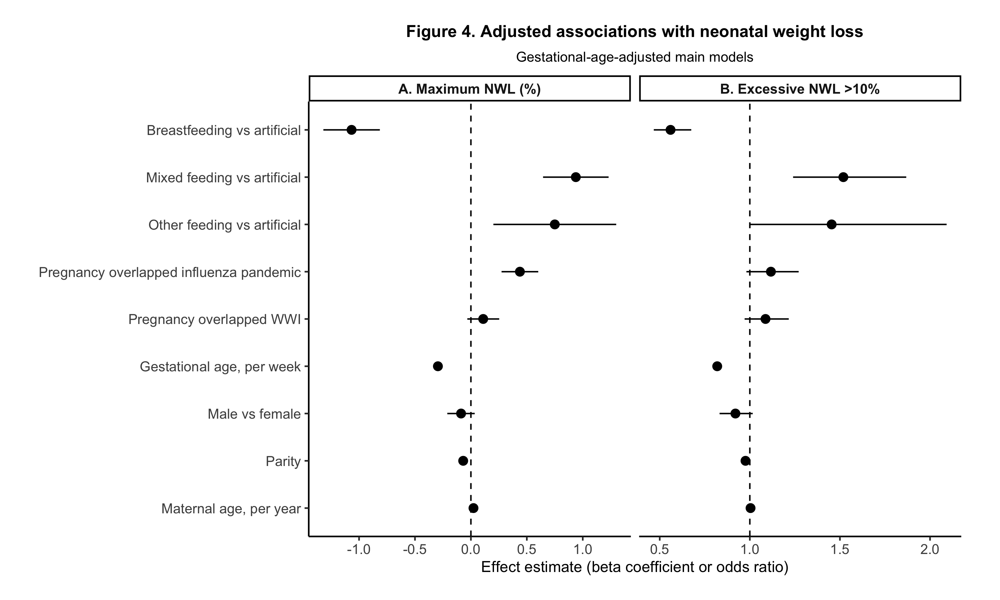 Figure 4. Adjusted associations with neonatal weight loss
Gestational-age-adjusted main models
A. Maximum NWL (%)
B. Excessive NWL >10%
Breastfeeding vs artificial
Mixed feeding vs artificial
Other feeding vs artificial
Pregnancy overlapped influenza pandemic
Pregnancy overlapped WWI
Gestational age, per week
Male vs female
Parity
Maternal age, per year
-1.0 -0.5 0.0 0.5 1.0
0.5 1.0 1.5 2.0
Effect estimate (beta coefficient or odds ratio)